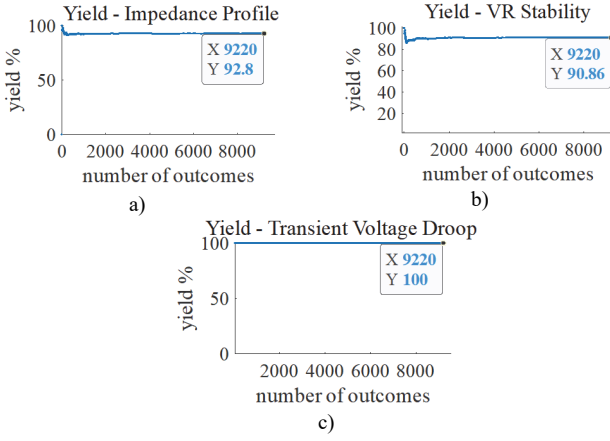 Yield - Impedance Profile
100
50
0
yield %
X 9220
Y 92.8
0 2000 4000 6000 8000
number of outcomes
a)
Yield - VR Stability
100
80
60
40
20
yield %
X 9220
Y 90.86
0 2000 4000 6000 8000
number of outcomes
b)
Yield - Transient Voltage Droop
100
50
0
yield %
X 9220
Y 100
2000 4000 6000 8000
number of outcomes
c)